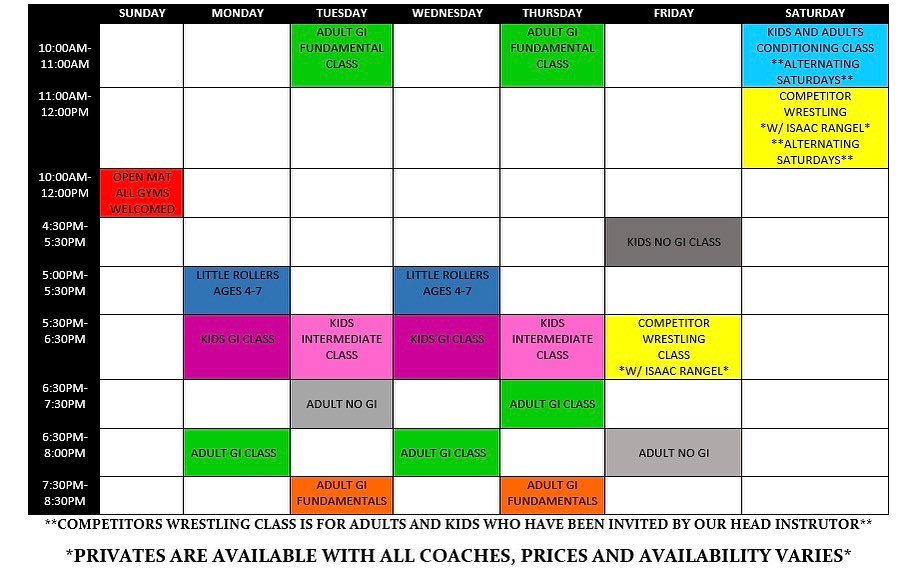 SUNDAY MONDAY TUESDAY WEDNESDAY THURSDAY FRIDAY SATURDAY
10:00AM-
11:00AM
ADULT GI
FUNDAMENTAL
CLASS
ADULT GI
FUNDAMENTAL
CLASS
KIDS AND ADULTS
CONDITIONING CLASS
**ALTERNATING
SATURDAYS**
11:00AM-
12:00PM
COMPETITOR
WRESTLING
*W/ ISAAC RANGEL*
**ALTERNATING
SATURDAYS**
10:00AM-
12:00PM
OPEN MAT
ALL GYMS
WELCOMED
4:30PM-
5:30PM
KIDS NO GI CLASS
5:00PM-
5:30PM
LITTLE ROLLERS
AGES 4-7
LITTLE ROLLERS
AGES 4-7
5:30PM-
6:30PM
KIDS GI CLASS
KIDS
INTERMEDIATE
CLASS
KIDS GI CLASS
KIDS
INTERMEDIATE
CLASS
COMPETITOR
WRESTLING
CLASS
*W/ ISAAC RANGEL*
6:30PM-
7:30PM
ADULT NO GI
ADULT GI CLASS
6:30PM-
8:00PM
ADULT GI CLASS
ADULT GI CLASS
ADULT NO GI
7:30PM-
8:30PM
ADULT GI
FUNDAMENTALS
ADULT GI
FUNDAMENTALS
**COMPETITORS WRESTLING CLASS IS FOR ADULTS AND KIDS WHO HAVE BEEN INVITED BY OUR HEAD INSTRUTOR**
*PRIVATES ARE AVAILABLE WITH ALL COACHES, PRICES AND AVAILABILITY VARIES*